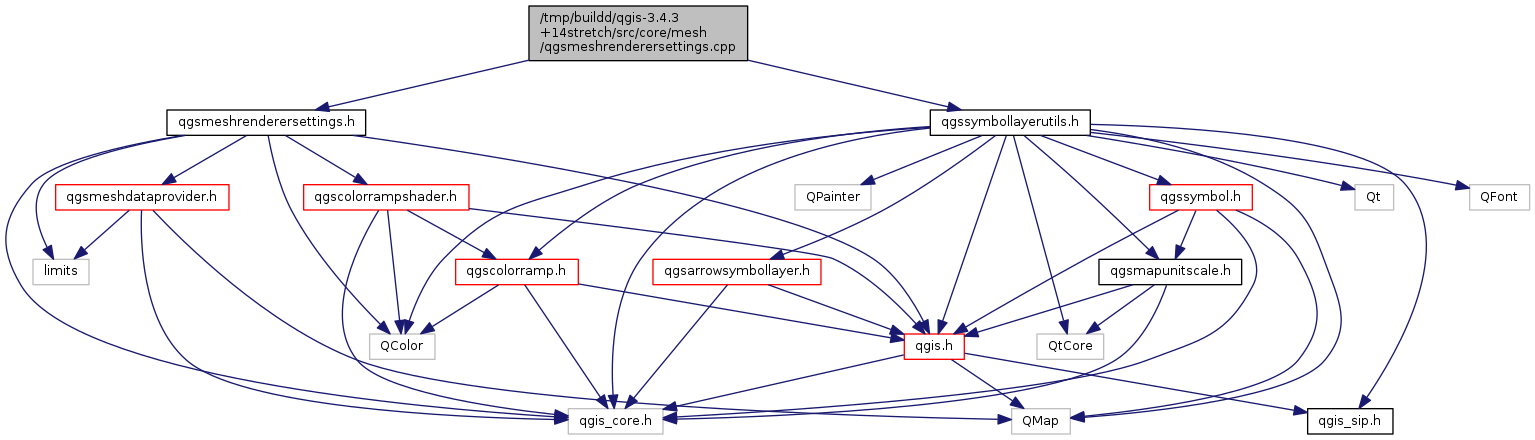 /tmp/buildd/qgis-3.4.3
+14stretch/src/core/mesh
/qgsmeshrenderersettings.cpp
qgsmeshrenderersettings.h
qgssymbollayerutils.h
qgsmeshdataprovider.h
qgscolorrampshader.h
QPainter
qgssymbol.h
Qt
QFont
limits
qgscolorramp.h
qgsarrowsymbollayer.h
qgsmapunitscale.h
QColor
qgis.h
QtCore
qgis_core.h
QMap
qgis_sip.h